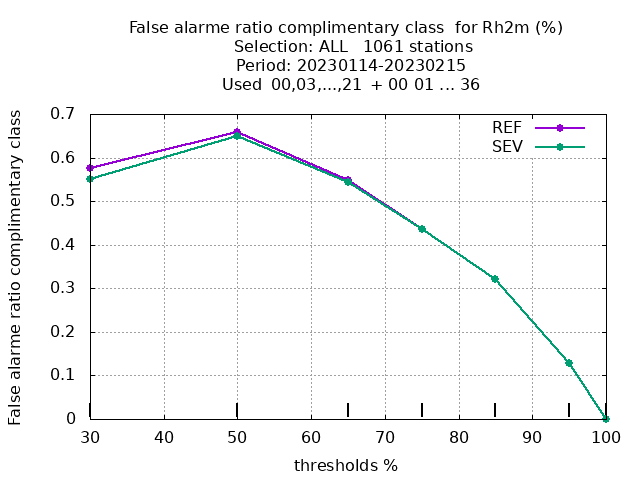 False alarme ratio complimentary class  for Rh2m (%)
Selection: ALL   1061 stations
Period: 20230114-20230215
Used  00,03,...,21  + 00 01 ... 36
False alarme ratio complimentary class
0.7
0.6
0.5
0.4
0.3
0.2
0.1
0
REF
SEV
30 40 50 60 70 80 90 100
thresholds %